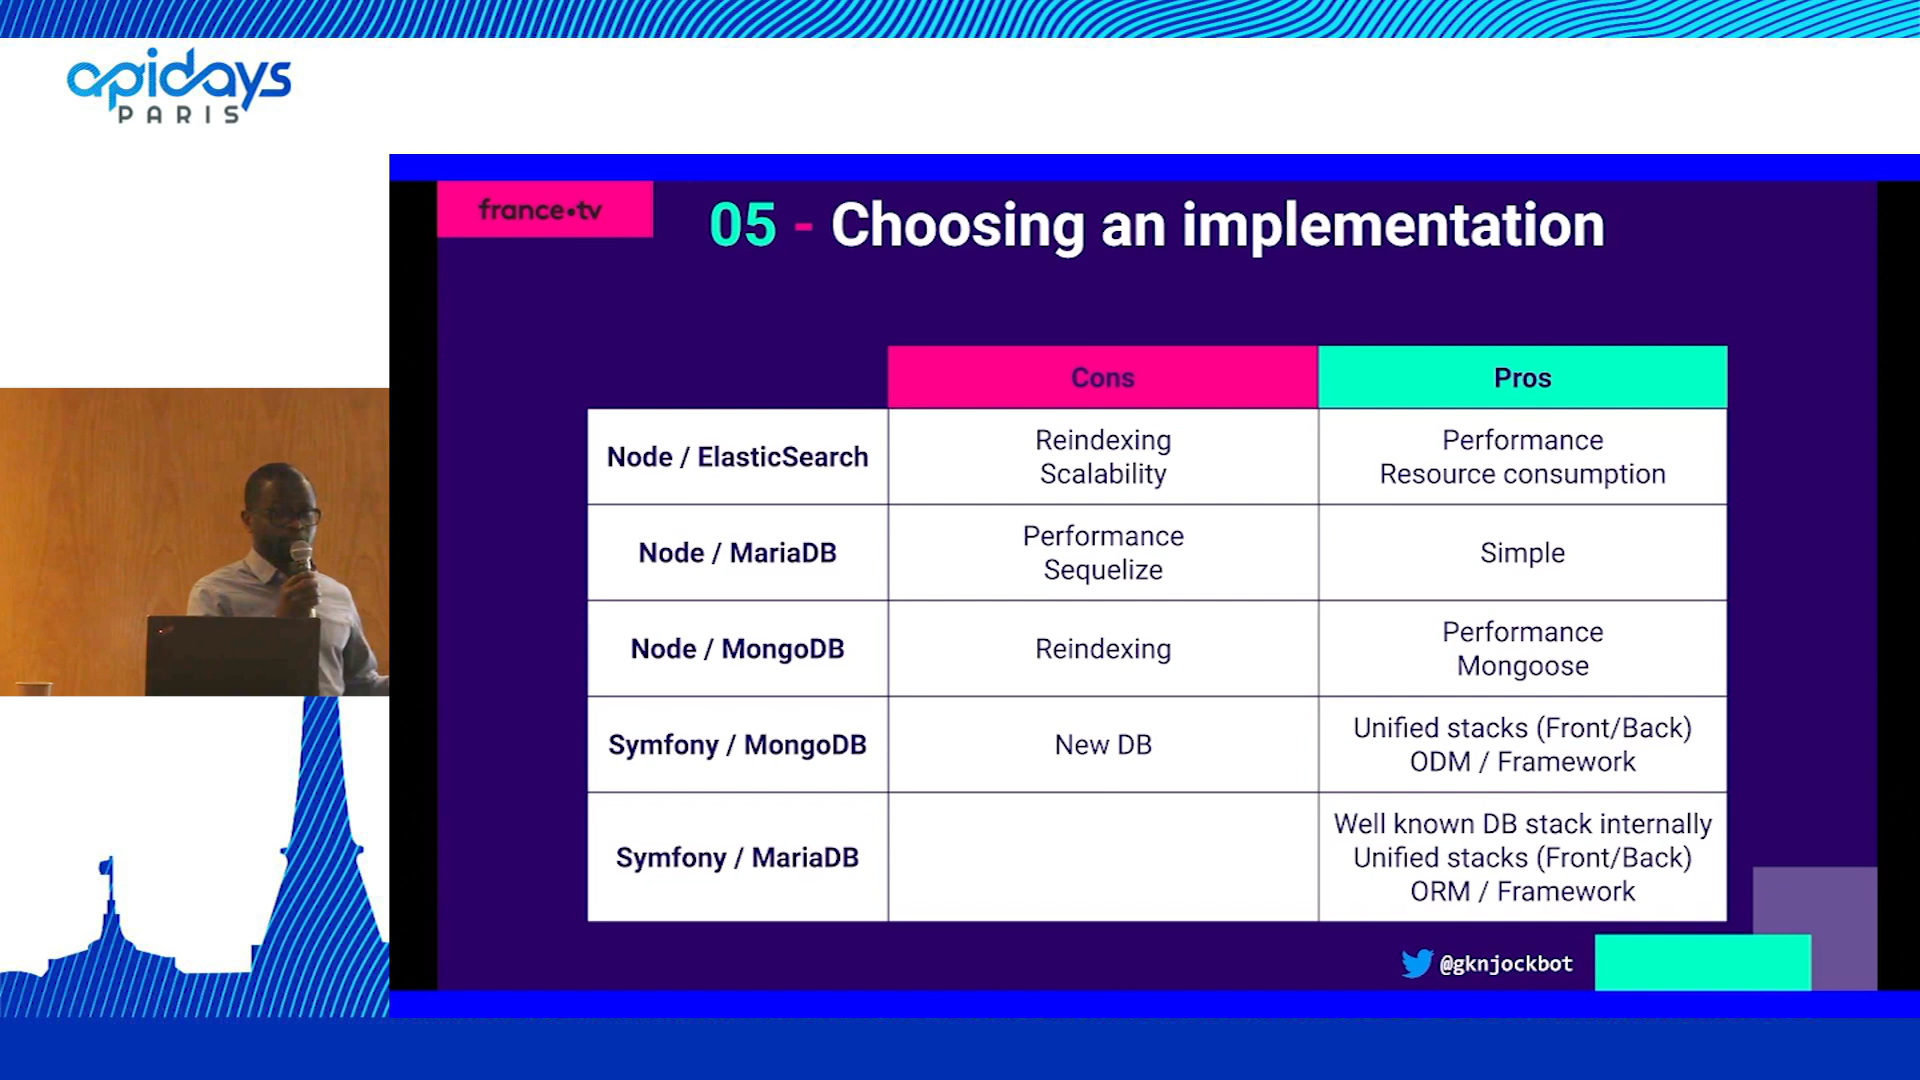 apidays
PARIS
france•tv
05 - Choosing an implementation
Cons
Pros
Node / ElasticSearch
Reindexing
Scalability
Performance
Resource consumption
Node / MariaDB
Performance
Sequelize
Simple
Node / MongoDB
Reindexing
Performance
Mongoose
Symfony / MongoDB
New DB
Unified stacks (Front/Back)
ODM / Framework
Symfony / MariaDB
Well known DB stack internally
Unified stacks (Front/Back)
ORM / Framework
@gknjockbot